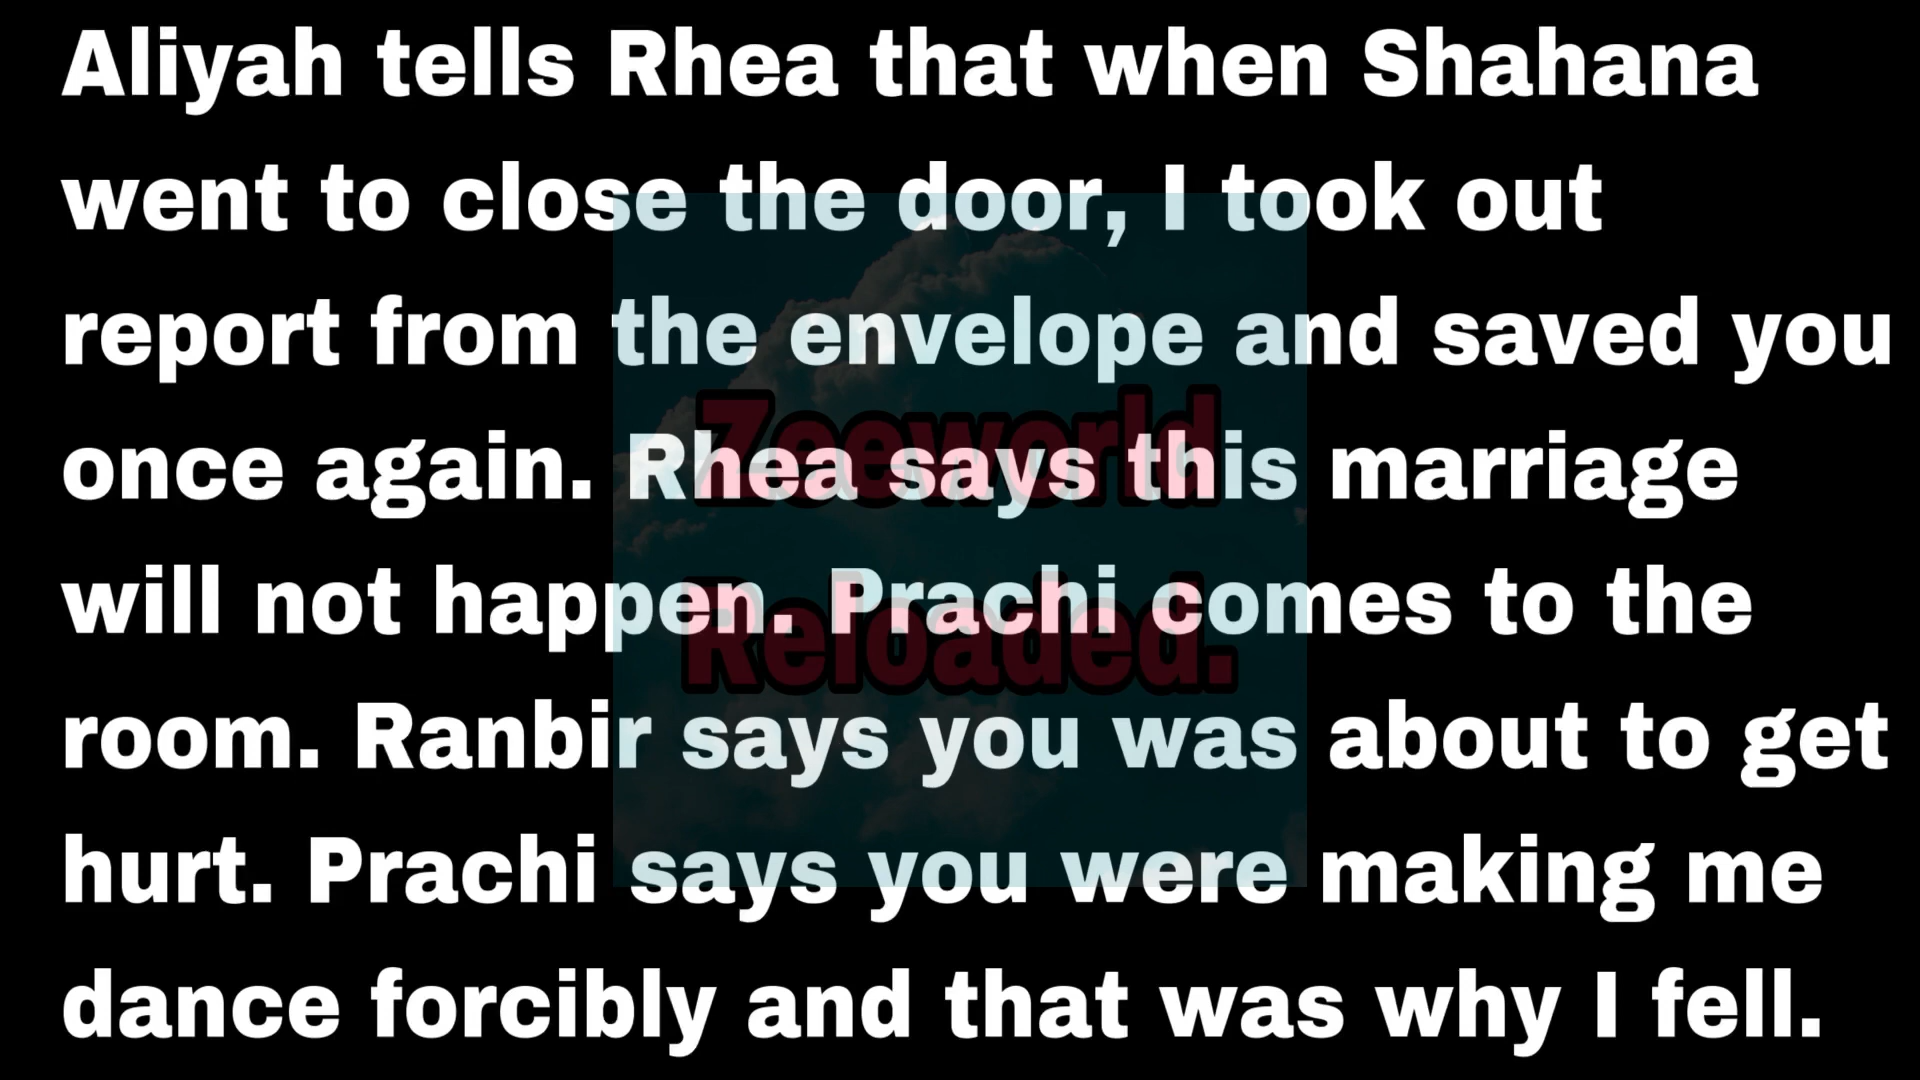 Aliyah tells Rhea that when Shahana
went to close the door, I took out
report from the envelope and saved you
once again. Rhea says this marriage
will not happen. Prachi comes to the
room. Ranbir says you was about to get
hurt. Prachi says you were making me
dance forcibly and that was why I fell.
Zeeworld
Reloaded.